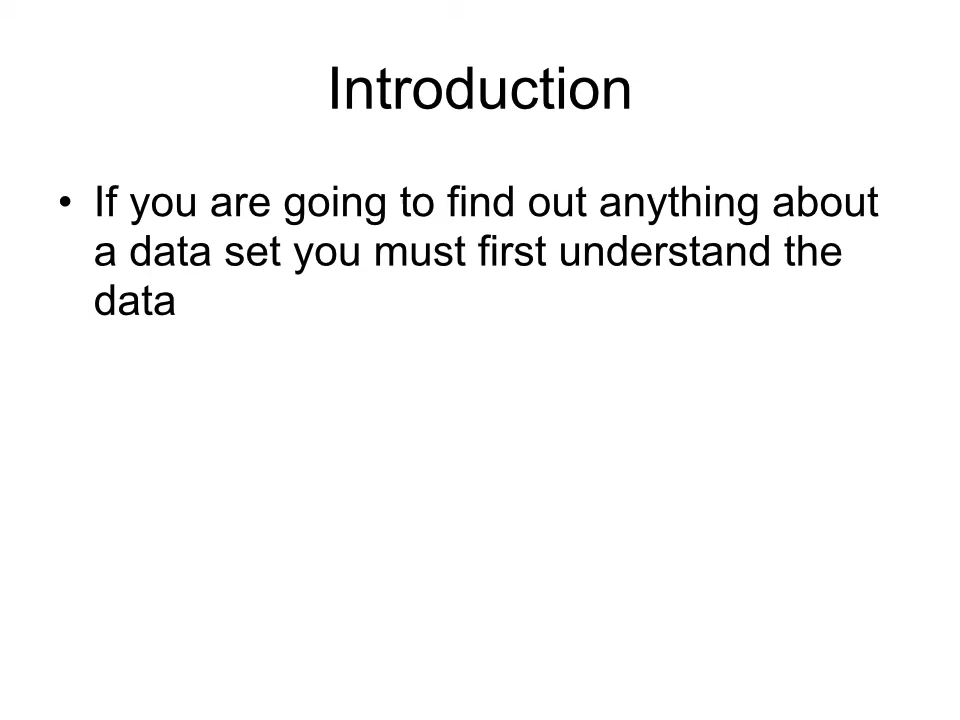 Introduction
• If you are going to find out anything about
a data set you must first understand the
data